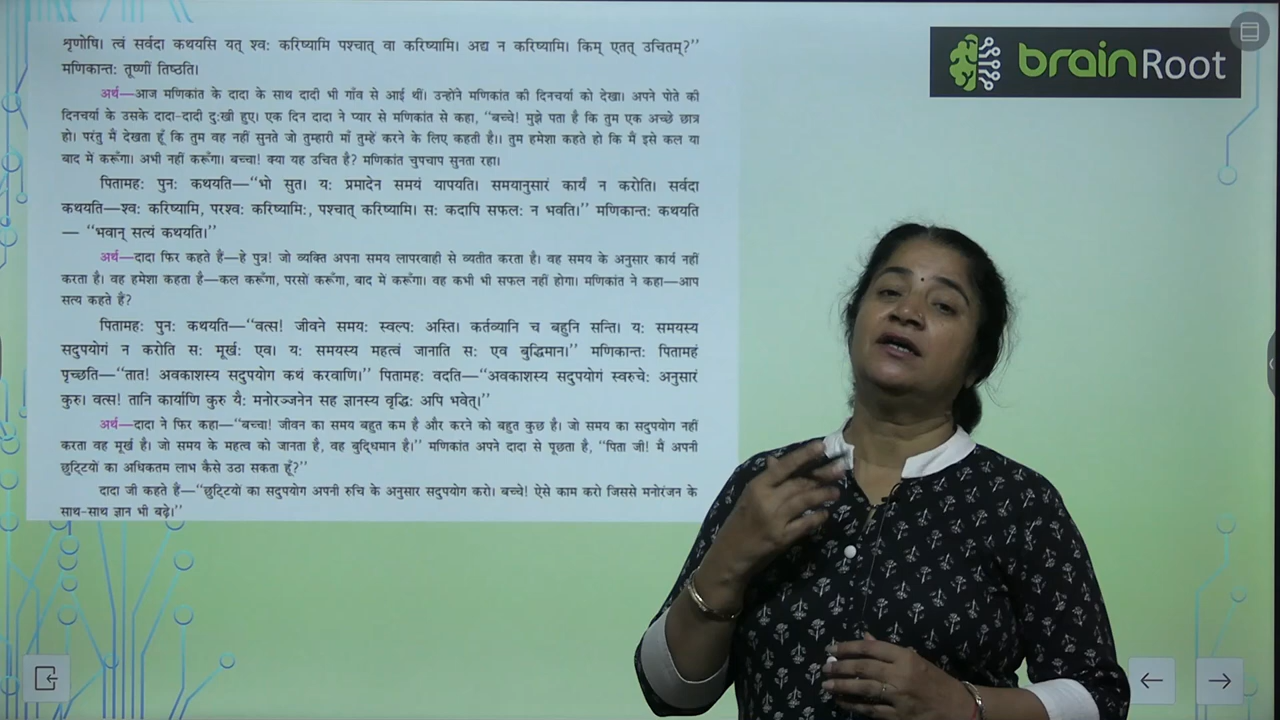 शृणोषि। त्वं सर्वदा कथयसि यत् श्व: करिष्यामि पश्चात् वा करिष्यामि। अद्य न करिष्यामि। किम् एतत् उचितम्?”
मणिकान्त: तूष्णीं तिष्ठति।
अर्थ—आज मणिकांत के दादा के साथ दादी भी गाँव से आई थीं। उन्होंने मणिकांत की दिनचर्या को देखा। अपने पोते की
दिनचर्या के उसके दादा-दादी दु:खी हुए। एक दिन दादा ने प्यार से मणिकांत से कहा, “बच्चे! मुझे पता है कि तुम एक अच्छे छात्र
हो। परंतु मैं देखता हूँ कि तुम वह नहीं सुनते जो तुम्हारी माँ तुम्हें करने के लिए कहती है।। तुम हमेशा कहते हो कि मैं इसे कल या
बाद में करूँगा। अभी नहीं करूँगा। बच्चा! क्या यह उचित है? मणिकांत चुपचाप सुनता रहा।
पितामह: पुन: कथयति—“भो सुत। य: प्रमादेन समयं यापयति। समयानुसारं कार्यं न करोति। सर्वदा
कथयति—श्व: करिष्यामि, परश्व: करिष्यामि:, पश्चात् करिष्यामि। स: कदापि सफल: न भवति।” मणिकान्त: कथयति
— “भवान् सत्यं कथयति।”
अर्थ—दादा फिर कहते हैं—हे पुत्र! जो व्यक्ति अपना समय लापरवाही से व्यतीत करता है। वह समय के अनुसार कार्य नहीं
करता है। वह हमेशा कहता है—कल करूँगा, परसों करूँगा, बाद में करूँगा। वह कभी भी सफल नहीं होगा। मणिकांत ने कहा—आप
सत्य कहते हैं?
पितामह: पुन: कथयति—“वत्स! जीवने समय: स्वल्प: अस्ति। कर्तव्यानि च बहुनि सन्ति। य: समयस्य
सदुपयोगं न करोति स: मूर्ख: एव। य: समयस्य महत्वं जानाति स: एव बुद्धिमान।” मणिकान्त: पितामहं
पृच्छति—“तात! अवकाशस्य सदुपयोग कथं करवाणि।” पितामह: वदति—“अवकाशस्य सदुपयोगं स्वरुचे: अनुसारं
कुरु। वत्स! तानि कार्याणि कुरु यै: मनोरञ्जनेन सह ज्ञानस्य वृद्धि: अपि भवेत्।”
अर्थ—दादा ने फिर कहा—“बच्चा! जीवन का समय बहुत कम है और करने को बहुत कुछ है। जो समय का सदुपयोग नहीं
करता वह मूर्ख है। जो समय के महत्व को जानता है, वह बुद्धिमान है।” मणिकांत अपने दादा से पूछता है, “पिता जी! मैं अपनी
छुट्टियों का अधिकतम लाभ कैसे उठा सकता हूँ?”
दादा जी कहते हैं—“छुट्टियों का सदुपयोग अपनी रुचि के अनुसार सदुपयोग करो। बच्चे! ऐसे काम करो जिससे मनोरंजन के
साथ-साथ ज्ञान भी बढ़े।”
brainRoot